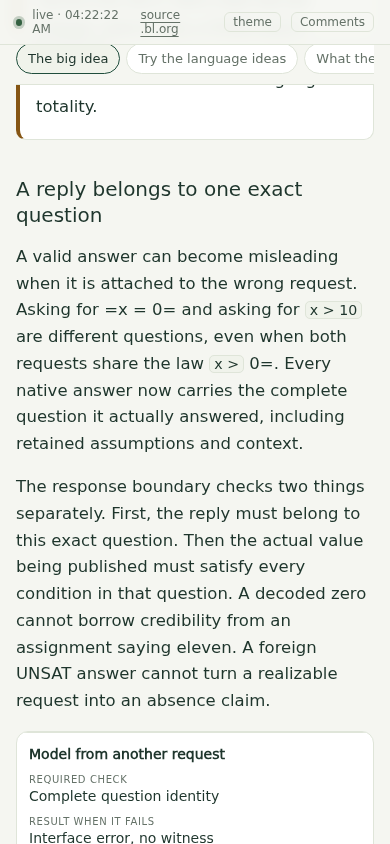 live · 04:22:22 AM
source .bl.org
theme
Comments
The big idea
Try the language ideas
What the
totality.
A reply belongs to one exact
question
A valid answer can become misleading
when it is attached to the wrong request.
Asking for =x = 0= and asking for x > 10
are different questions, even when both
requests share the law x > 0=. Every
native answer now carries the complete
question it actually answered, including
retained assumptions and context.
The response boundary checks two things
separately. First, the reply must belong to
this exact question. Then the actual value
being published must satisfy every
condition in that question. A decoded zero
cannot borrow credibility from an
assignment saying eleven. A foreign
UNSAT answer cannot turn a realizable
request into an absence claim.
Model from another request
REQUIRED CHECK
Complete question identity
RESULT WHEN IT FAILS
Interface error, no witness